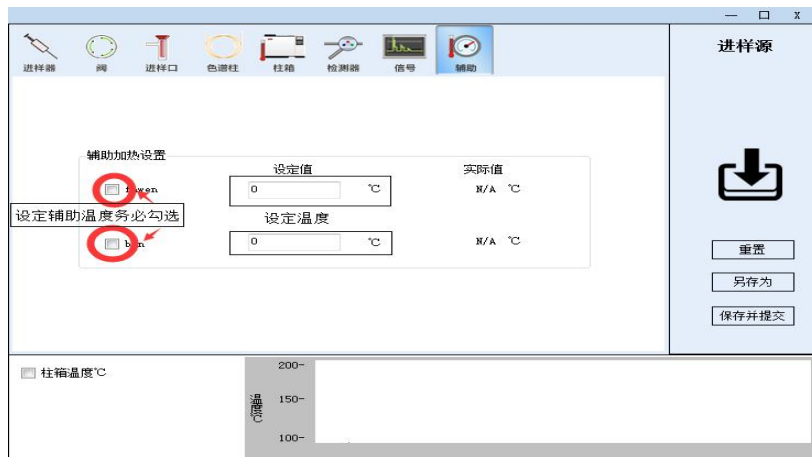 — □ x
进样器 阀 进样口 色谱柱 柱箱 检测器 信号 辅助
进样源
辅助加热设置
设定值 实际值
0 ℃ N/A ℃
设定辅助温度务必勾选 设定温度
0 ℃ N/A ℃
重置
另存为
保存并提交
柱箱温度℃
温度℃
200-
150-
100-